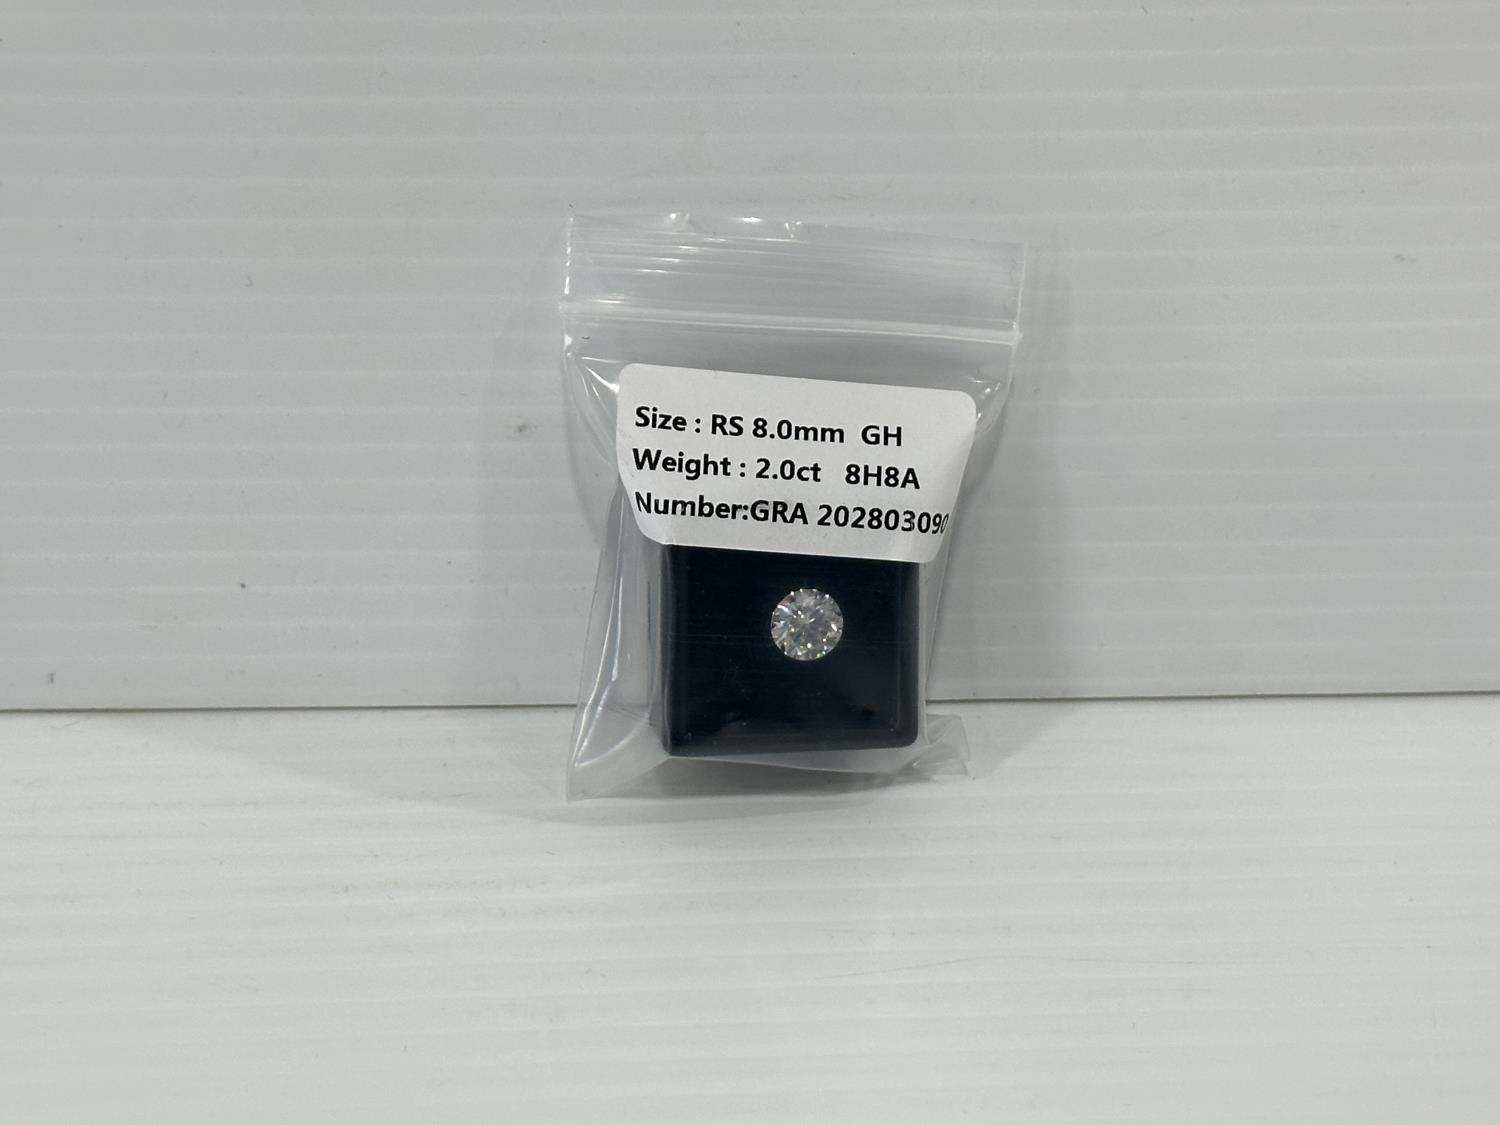 Size : RS 8.0mm GH
Weight : 2.0ct 8H8A
Number:GRA 202803090